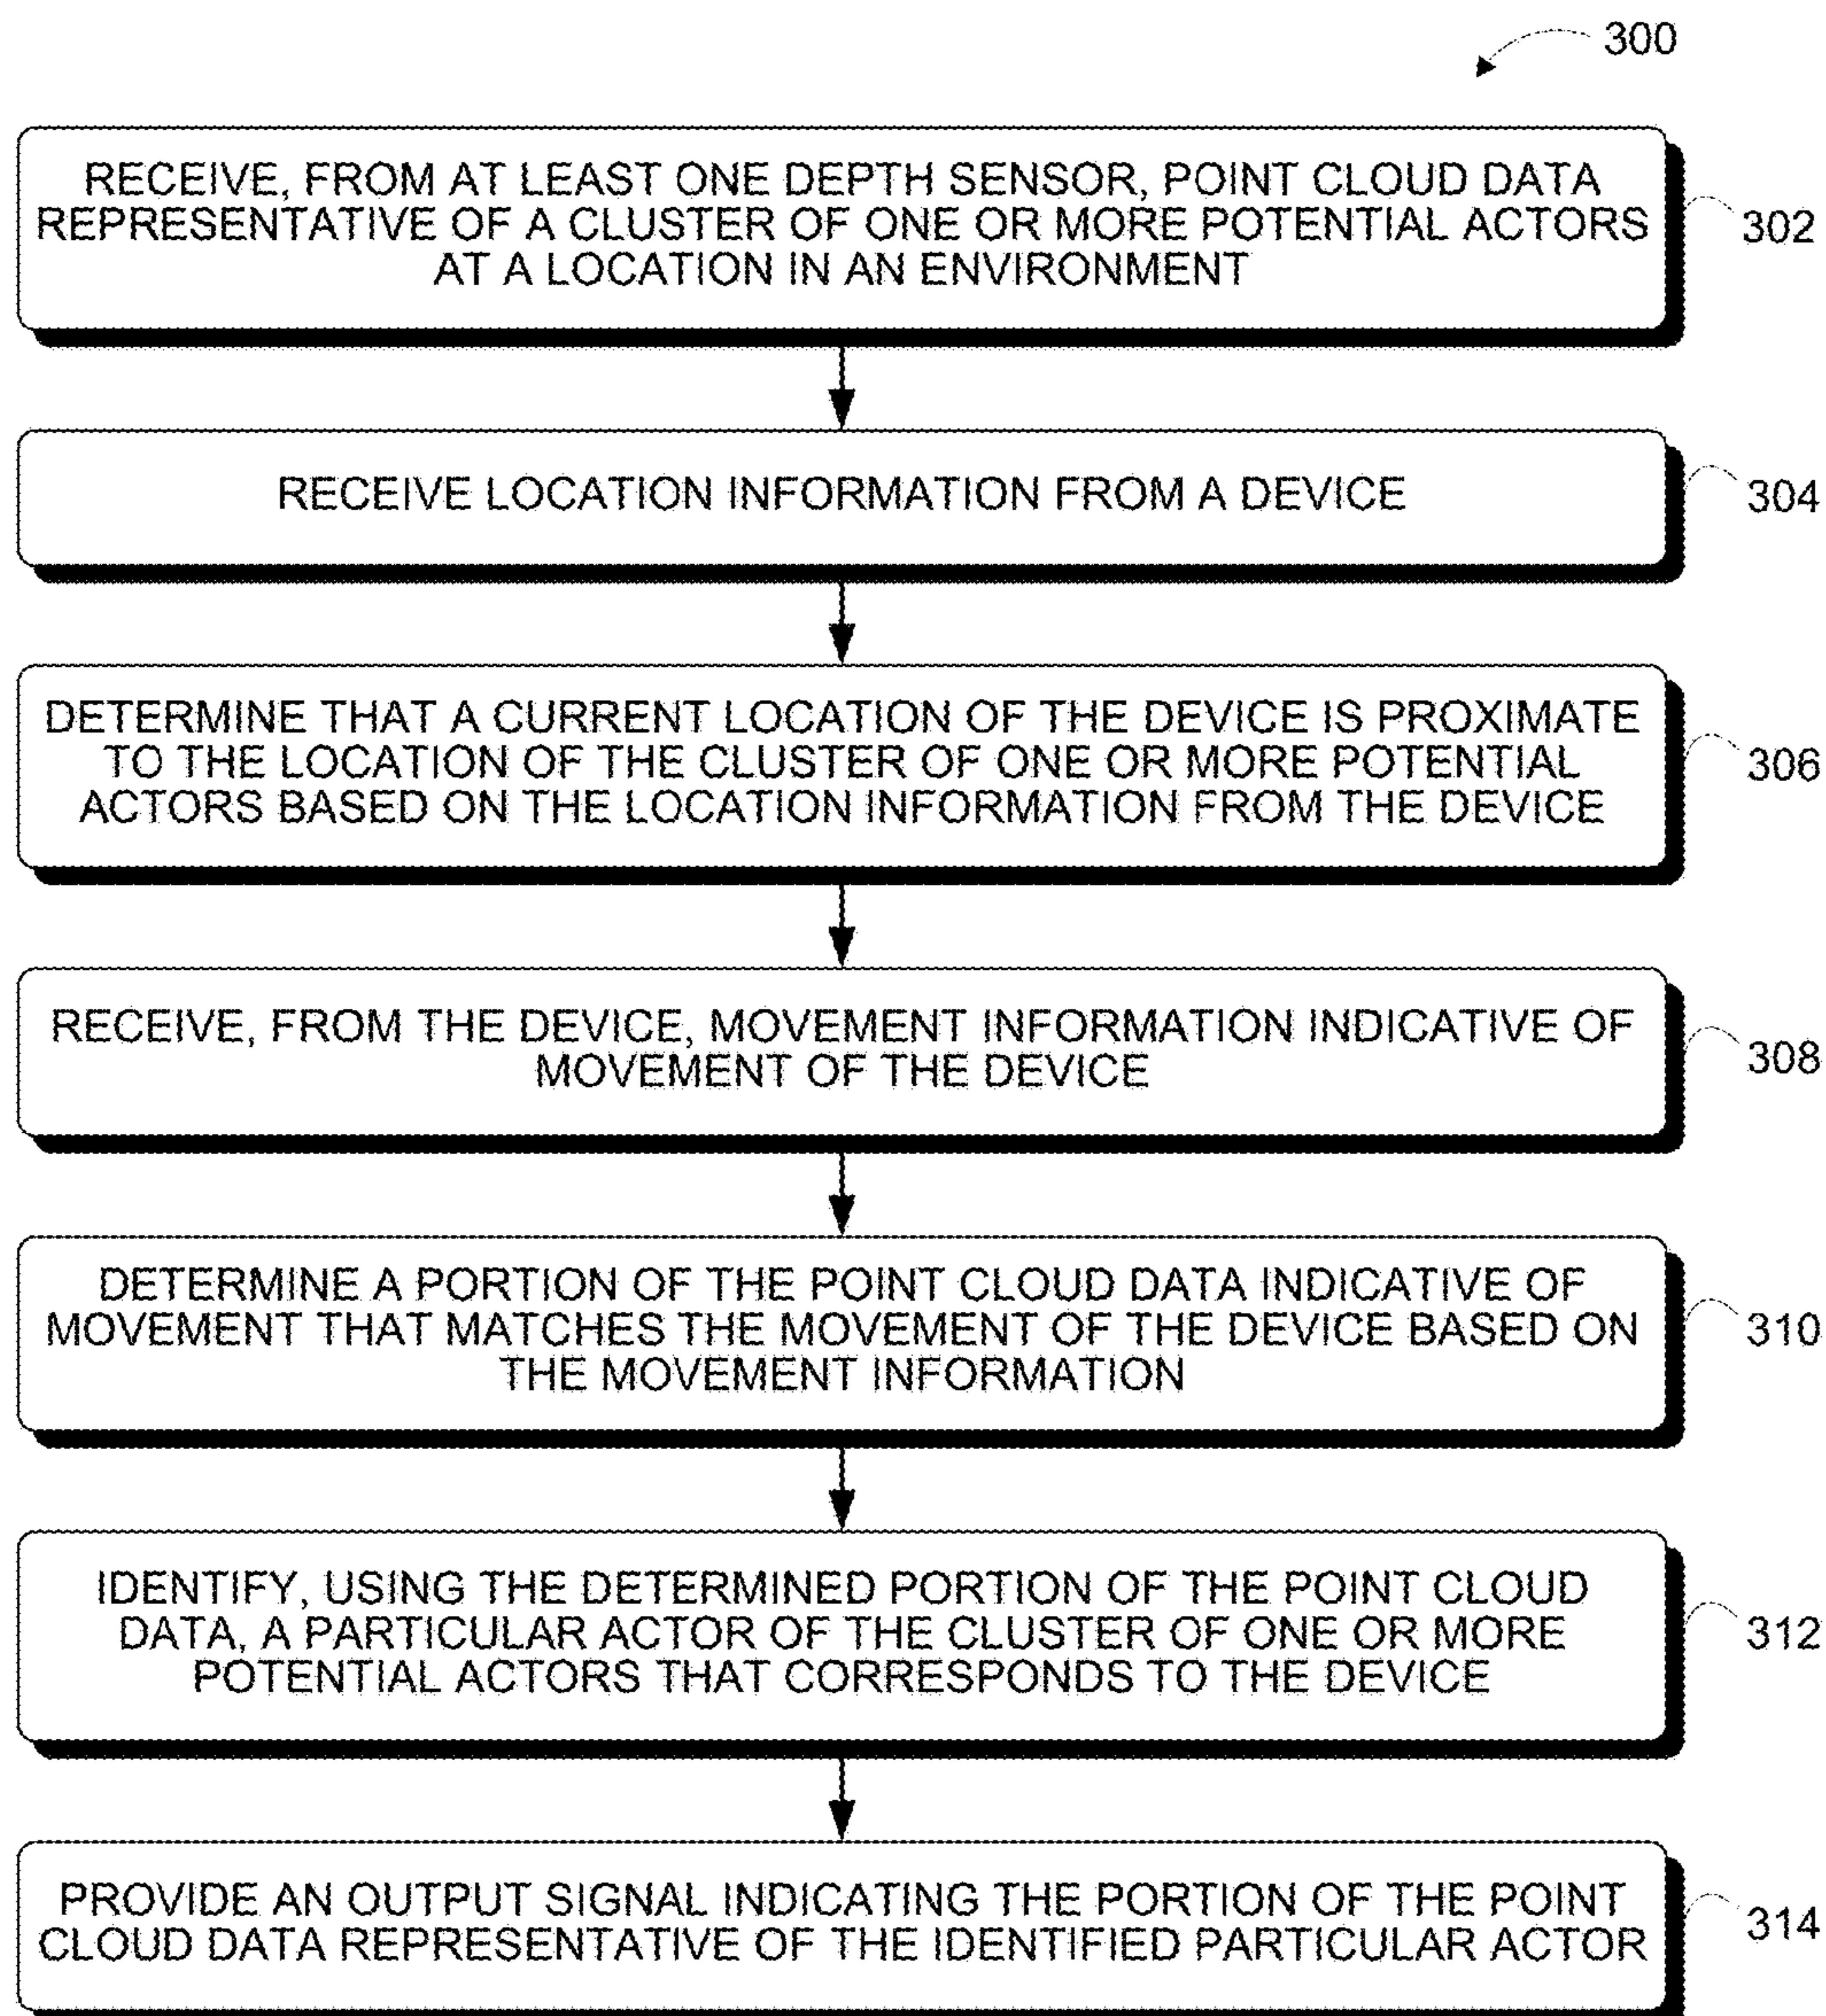 300
RECEIVE, FROM AT LEAST ONE DEPTH SENSOR, POINT CLOUD DATA
REPRESENTATIVE OF A CLUSTER OF ONE OR MORE POTENTIAL ACTORS
AT A LOCATION IN AN ENVIRONMENT
302
RECEIVE LOCATION INFORMATION FROM A DEVICE
304
DETERMINE THAT A CURRENT LOCATION OF THE DEVICE IS PROXIMATE
TO THE LOCATION OF THE CLUSTER OF ONE OR MORE POTENTIAL
ACTORS BASED ON THE LOCATION INFORMATION FROM THE DEVICE
306
RECEIVE, FROM THE DEVICE, MOVEMENT INFORMATION INDICATIVE OF
MOVEMENT OF THE DEVICE
308
DETERMINE A PORTION OF THE POINT CLOUD DATA INDICATIVE OF
MOVEMENT THAT MATCHES THE MOVEMENT OF THE DEVICE BASED ON
THE MOVEMENT INFORMATION
310
IDENTIFY, USING THE DETERMINED PORTION OF THE POINT CLOUD
DATA, A PARTICULAR ACTOR OF THE CLUSTER OF ONE OR MORE
POTENTIAL ACTORS THAT CORRESPONDS TO THE DEVICE
312
PROVIDE AN OUTPUT SIGNAL INDICATING THE PORTION OF THE POINT
CLOUD DATA REPRESENTATIVE OF THE IDENTIFIED PARTICULAR ACTOR
314